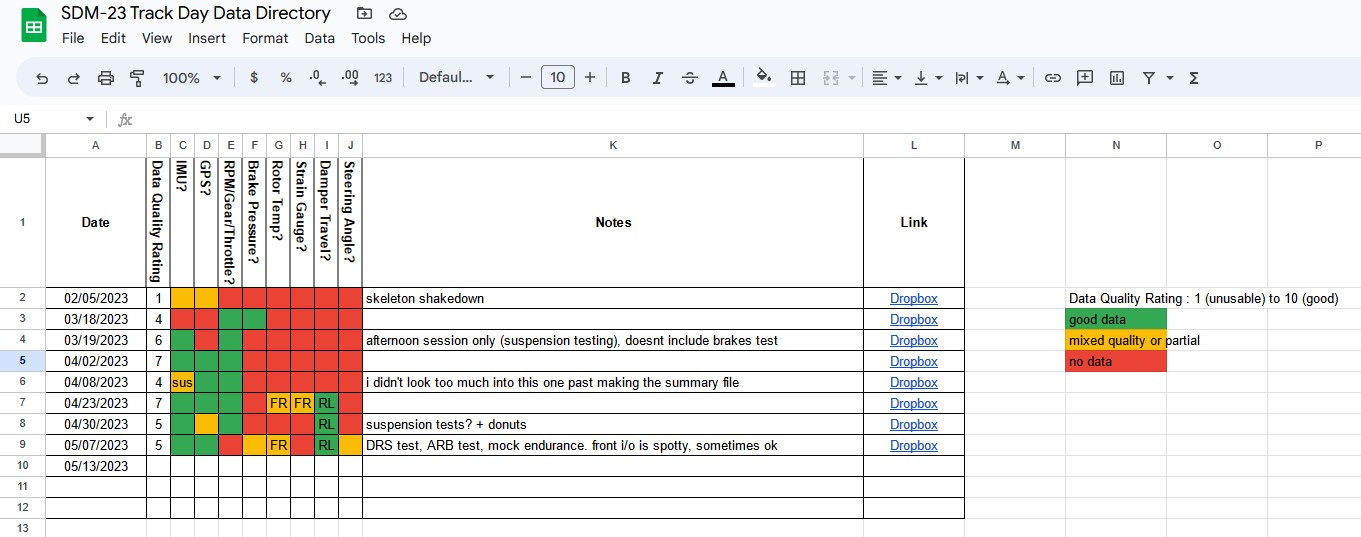 SDM-23 Track Day Data Directory
File Edit View Insert Format Data Tools Help
100% $ % .0 .00 123 Defaul... 10 B I S A A Σ
U5 fx
A B C D E F G H I J K L M N O P
1 Date Data Quality Rating IMU? GPS? RPM/Gear/Throttle? Brake Pressure? Rotor Temp? Strain Gauge? Damper Travel? Steering Angle? Notes Link
2 02/05/2023 1 skeleton shakedown Dropbox Data Quality Rating : 1 (unusable) to 10 (good)
3 03/18/2023 4 Dropbox good data
4 03/19/2023 6 afternoon session only (suspension testing), doesnt include brakes test Dropbox mixed quality or partial
5 04/02/2023 7 Dropbox no data
6 04/08/2023 4 sus i didn't look too much into this one past making the summary file Dropbox
7 04/23/2023 7 FR FR RL Dropbox
8 04/30/2023 5 RL suspension tests? + donuts Dropbox
9 05/07/2023 5 FR RL DRS test, ARB test, mock endurance. front i/o is spotty, sometimes ok Dropbox
10 05/13/2023
11
12
13